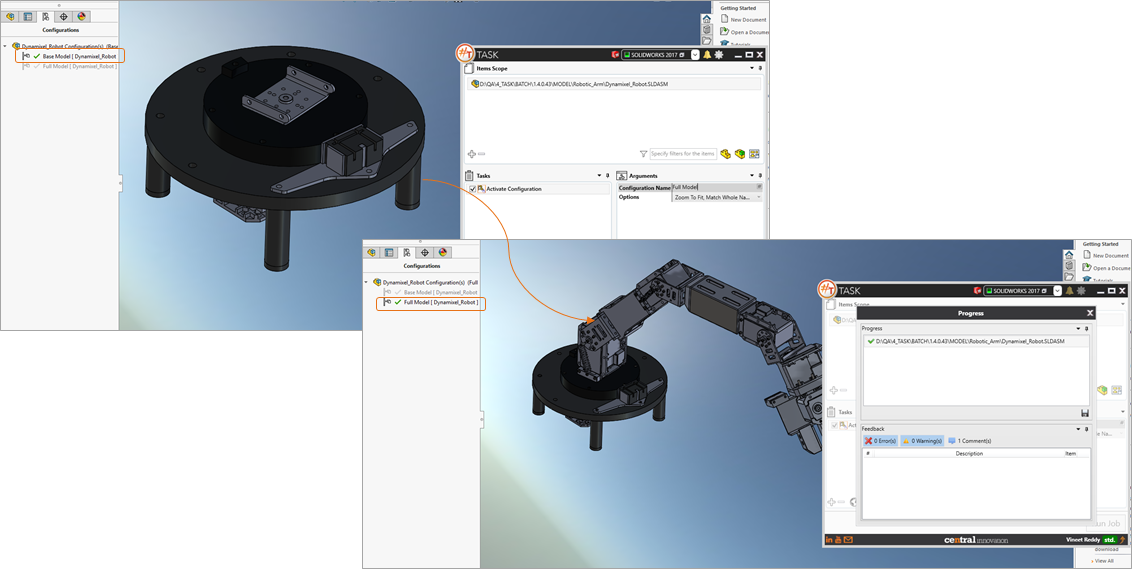 Configurations
Dynamixel_Robot Configuration(s) (Base
Base Model [ Dynamixel_Robot
Full Model [ Dynamixel_Robot ]
Getting Started
New Document
Open a Docume
Tutorials
TASK
SOLIDWORKS 2017
Items Scope
D:\QA\4_TASK\BATCH\1.4.0.43\MODEL\Robotic_Arm\Dynamixel_Robot.SLDASM
Specify filters for the items
Tasks
Activate Configuration
Arguments
Configuration Name Full Model
Options Zoom To Fit, Match Whole Na...
Configurations
Dynamixel_Robot Configuration(s) (Full
Base Model [ Dynamixel_Robot
Full Model [ Dynamixel_Robot ]
Getting Started
New Document
Open a Docume
Tutorials
TASK
SOLIDWORKS 2017
Items Scope
Progress
Progress
D:\QA\4_TASK\BATCH\1.4.0.43\MODEL\Robotic_Arm\Dynamixel_Robot.SLDASM
Tasks
Feedback
0 Error(s) 0 Warning(s) 1 Comment(s)
# Description Item
un Job
central innovation
Vineet Reddy std.
download
View All